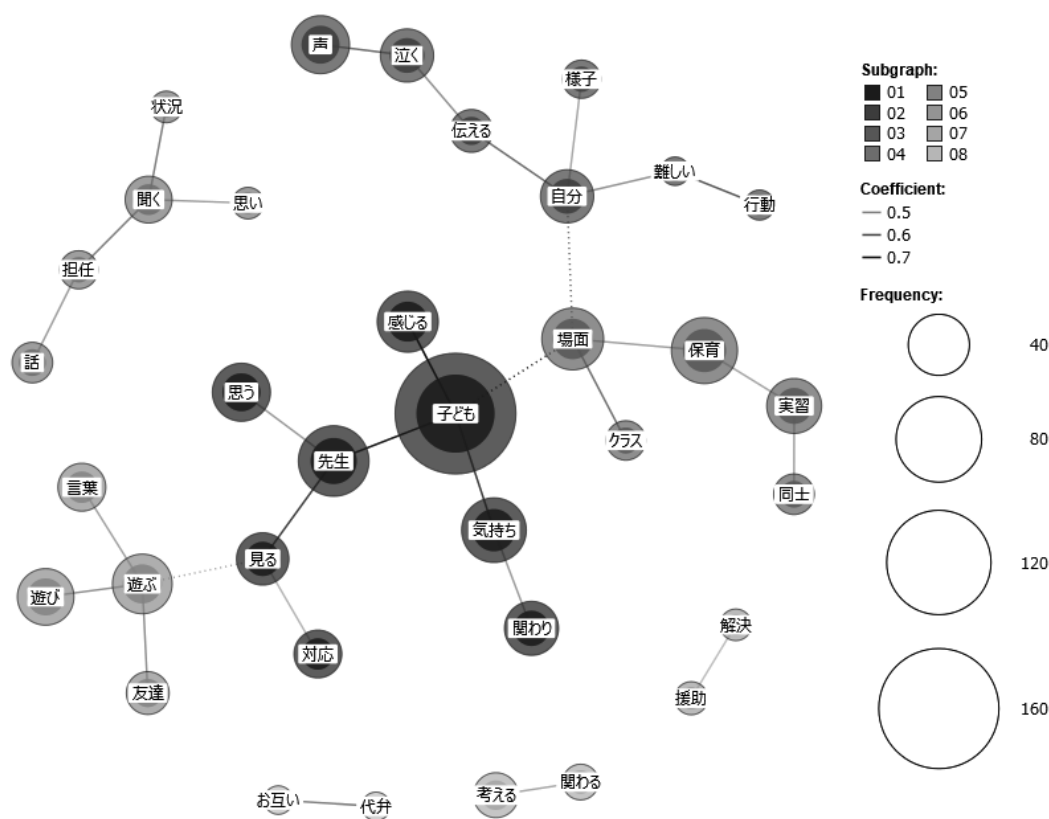 声
泣く
様子
伝える
状況
聞く
思い
自分
難しい
行動
担任
話
感じる
場面
保育
思う
子ども
先生
クラス
実習
同士
言葉
気持ち
見る
遊ぶ
遊び
対応
関わり
友達
解決
援助
お互い
代弁
考える
関わる
Subgraph:
01 05
02 06
03 07
04 08
Coefficient:
0.5
0.6
0.7
Frequency:
40
80
120
160